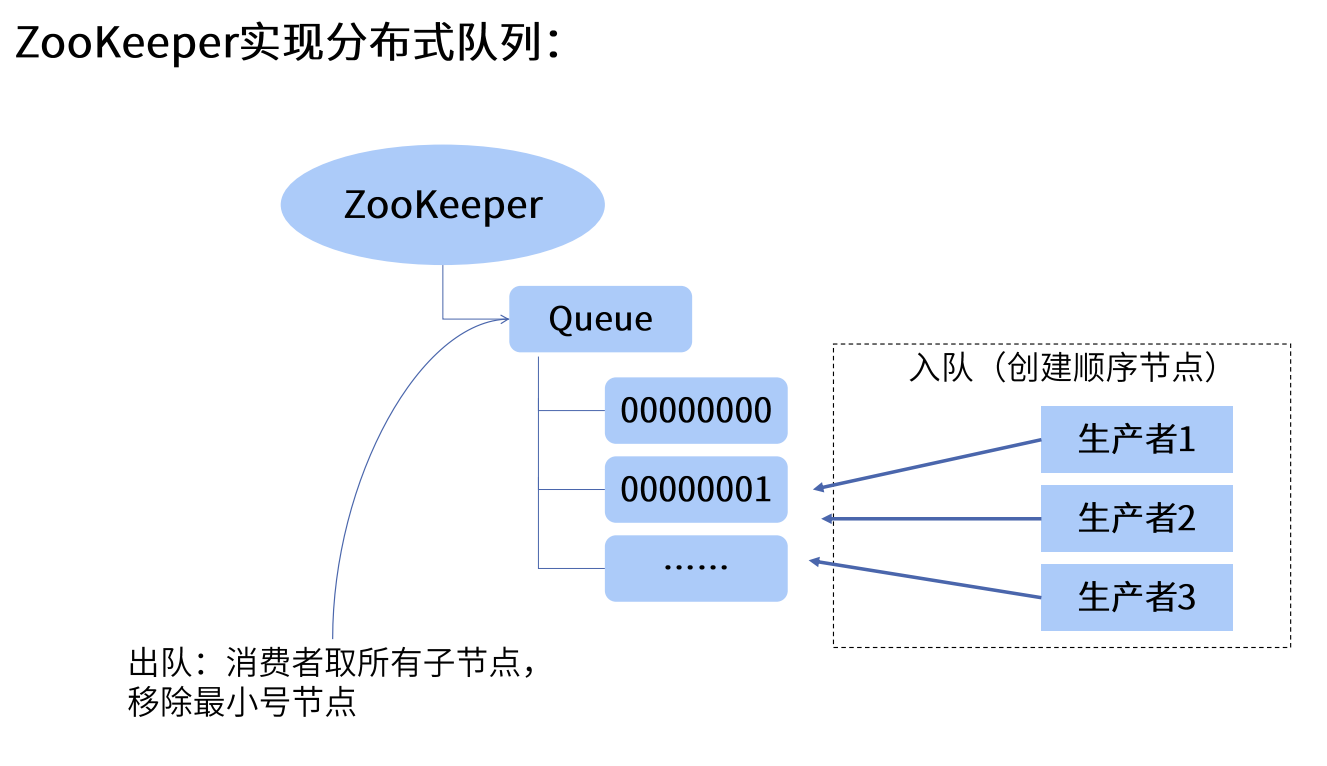 ZooKeeper实现分布式队列：
ZooKeeper
Queue
00000000
00000001
……
入队（创建顺序节点）
生产者1
生产者2
生产者3
出队：消费者取所有子节点，
移除最小号节点